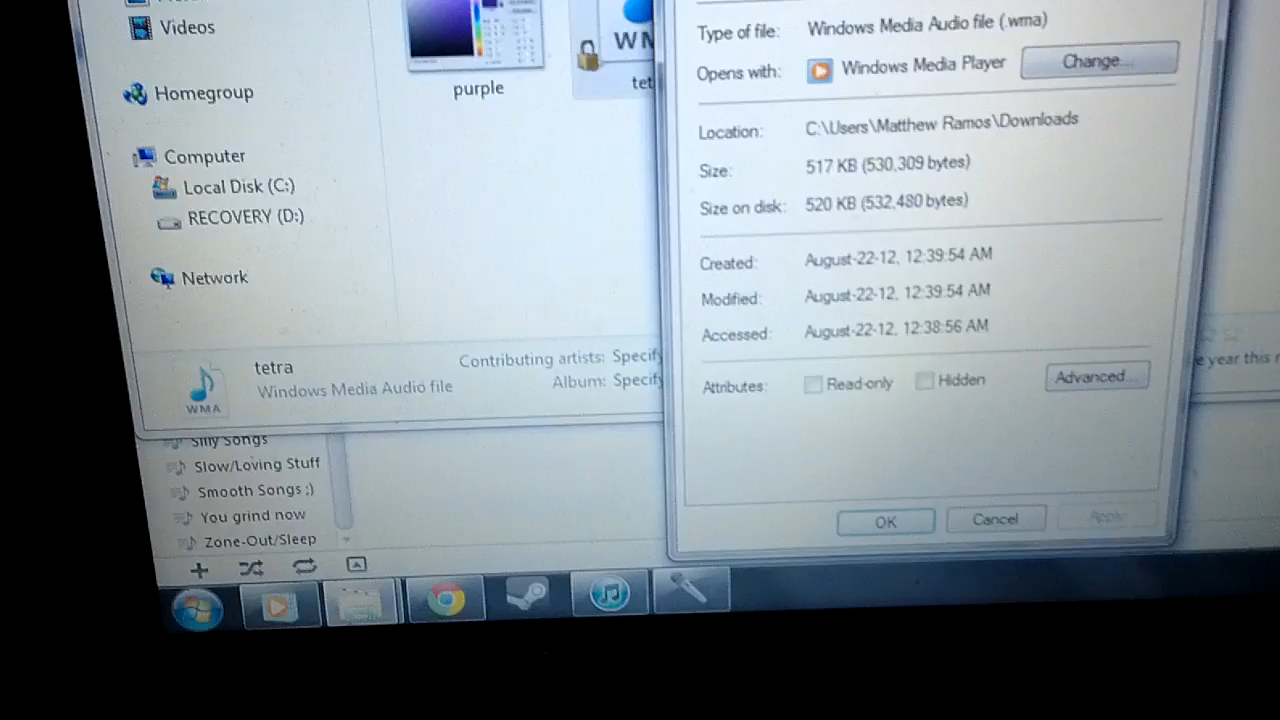 Videos
Homegroup
Computer
Local Disk (C:)
RECOVERY (D:)
Network
purple
WM
tet
Type of file: Windows Media Audio file (.wma)
Opens with: Windows Media Player Change...
Location: C:\Users\Matthew Ramos\Downloads
Size: 517 KB (530,309 bytes)
Size on disk: 520 KB (532,480 bytes)
Created: August-22-12, 12:39:54 AM
Modified: August-22-12, 12:39:54 AM
Accessed: August-22-12, 12:38:56 AM
Attributes: Read-only Hidden Advanced...
OK Cancel Apply
WMA
tetra
Windows Media Audio file
Contributing artists: Specify
Album: Specify
e year this
Silly Songs
Slow/Loving Stuff
Smooth Songs ;)
You grind now
Zone-Out/Sleep